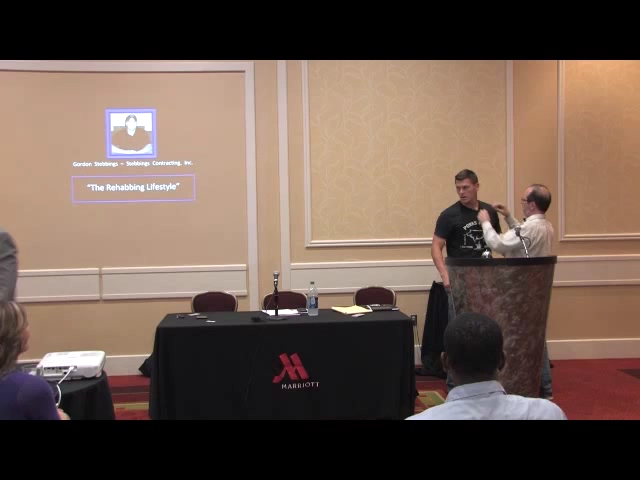 Gordon Stebbings ~ Stebbings Contracting, Inc.
"The Rehabbing Lifestyle"
MARRIOTT